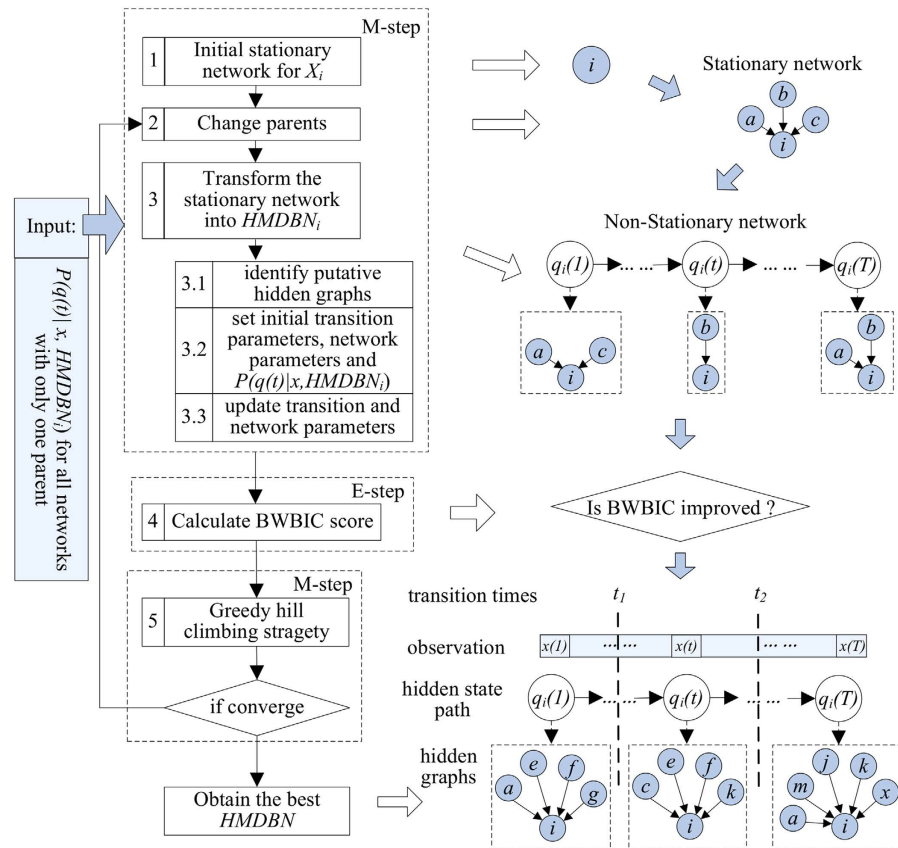 M-step
1
Initial stationary
network for Xi
2
Change parents
3
Transform the
stationary network
into HMDBNi
3.1
identify putative
hidden graphs
3.2
set initial transition
parameters, network
parameters and
P(q(t)|x,HMDBNi)
3.3
update transition and
network parameters
Input:
P(q(t)| x, HMDBNi) for all networks
with only one parent
E-step
4
Calculate BWBIC score
M-step
5
Greedy hill
climbing stragety
if converge
Obtain the best
HMDBN
i
Stationary network
b
a
c
i
Non-Stationary network
qi(1)
... ...
qi(t)
... ...
qi(T)
a
c
i
b
i
b
a
i
Is BWBIC improved ?
transition times
t1
t2
observation
x(1)
... ...
x(t)
... ...
x(T)
hidden state
path
qi(1)
... ...
qi(t)
... ...
qi(T)
hidden
graphs
e
f
a
g
i
e
f
c
k
i
j
k
m
x
a
i